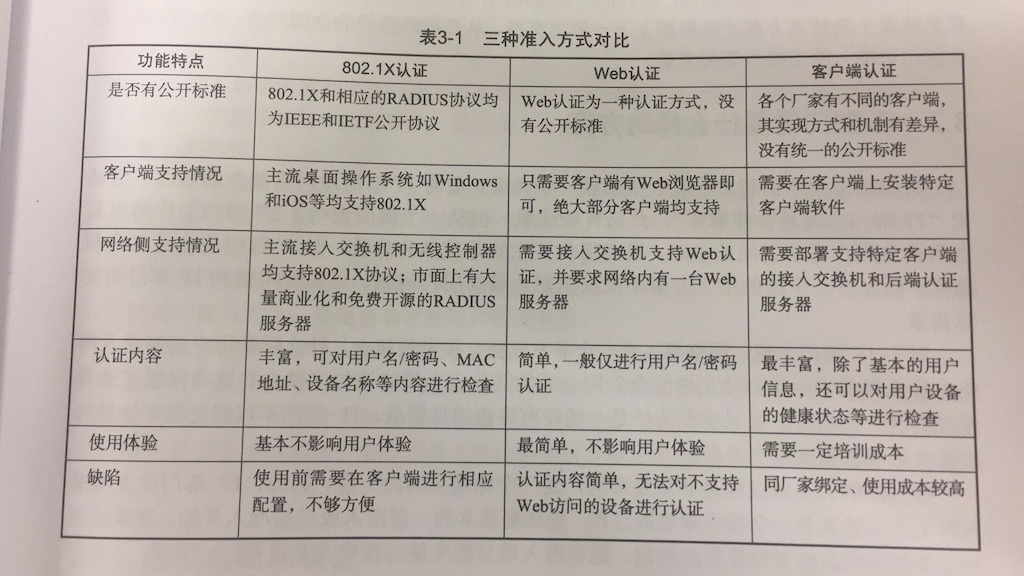 表3-1 三种准入方式对比
功能特点
802.1X认证
Web认证
客户端认证
是否有公开标准
802.1X和相应的RADIUS协议均
为IEEE和IETF公开协议
Web认证为一种认证方式，没
有公开标准
各个厂家有不同的客户端，
其实现方式和机制有差异，
没有统一的公开标准
客户端支持情况
主流桌面操作系统如Windows
和iOS等均支持802.1X
只需要客户端有Web浏览器即
可，绝大部分客户端均支持
需要在客户端上安装特定
客户端软件
网络侧支持情况
主流接入交换机和无线控制器
均支持802.1X协议；市面上有大
量商业化和免费开源的RADIUS
服务器
需要接入交换机支持Web认
证，并要求网络内有一台Web
服务器
需要部署支持特定客户端
的接入交换机和后端认证
服务器
认证内容
丰富，可对用户名/密码、MAC
地址、设备名称等内容进行检查
简单，一般仅进行用户名/密码
认证
最丰富，除了基本的用户
信息，还可以对用户设备
的健康状态等进行检查
使用体验
基本不影响用户体验
最简单，不影响用户体验
需要一定培训成本
缺陷
使用前需要在客户端进行相应
配置，不够方便
认证内容简单，无法对不支持
Web访问的设备进行认证
同厂家绑定、使用成本较高